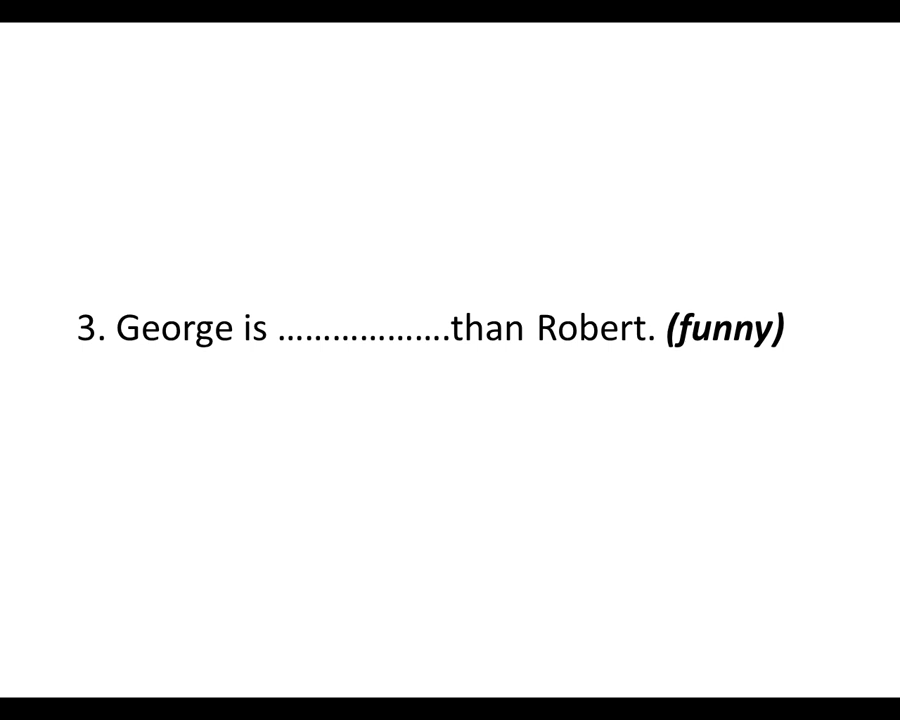 3. George is ……………….than Robert. (funny)